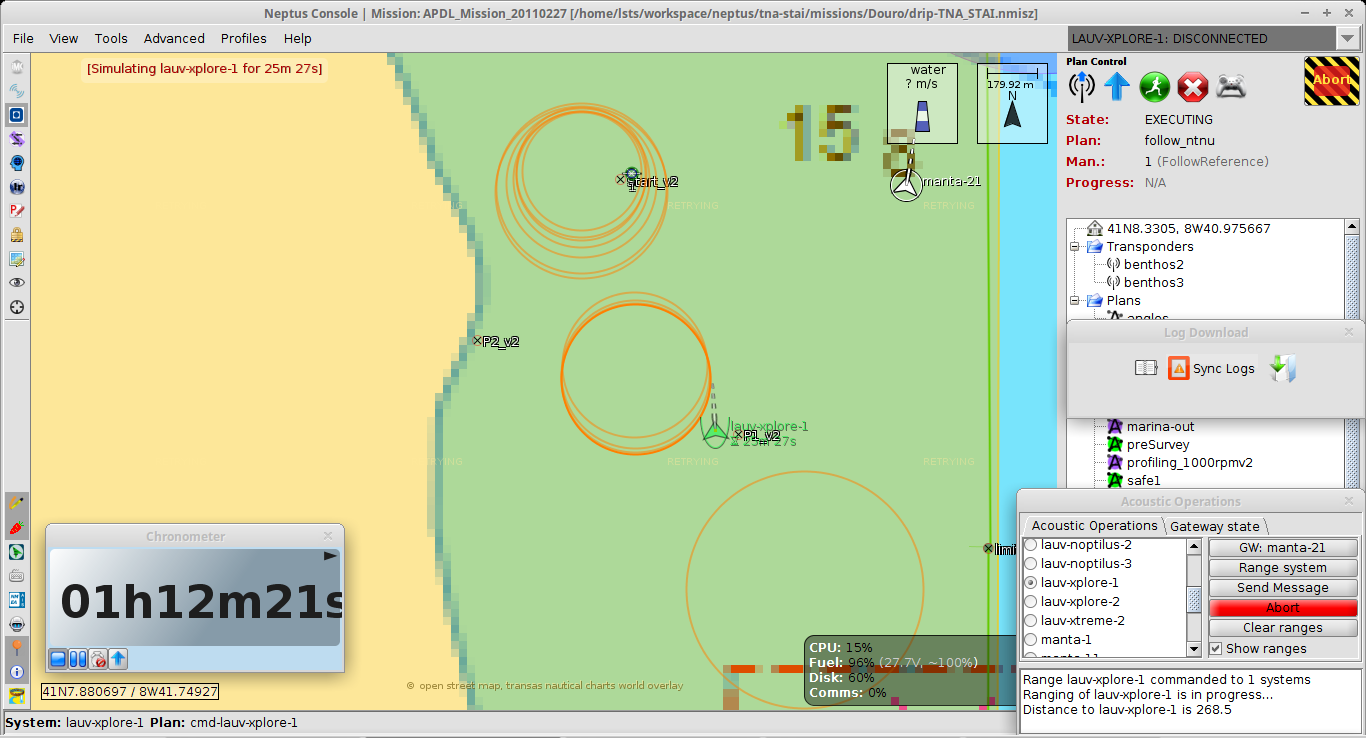 Neptus Console | Mission: APDL_Mission_20110227 [/home/lsts/workspace/neptus/tna-stai/missions/Douro/drip-TNA_STAI.nmisz]
File View Tools Advanced Profiles Help
LAUV-XPLORE-1: DISCONNECTED
[Simulating lauv-xplore-1 for 25m 27s]
water
? m/s
179.92 m
N
15
8
Start_v2
1
manta-21
RETPYING
RETPYING
P2_v2
lauv-xplore-1
25m 27s
P1_v2
RETPYING
RETPYING
RETPYING
Plan Control
Abort
State: EXECUTING
Plan: follow_ntnu
Man.: 1 (FollowReference)
Progress: N/A
41N8.3305, 8W40.975667
Transponders
benthos2
benthos3
Plans
angles
Log Download
Sync Logs
marina-out
preSurvey
profiling_1000rpmv2
safe1
Acoustic Operations
Acoustic Operations Gateway state
lauv-noptilus-2
lauv-noptilus-3
lauv-xplore-1
lauv-xplore-2
lauv-xtreme-2
manta-1
manta-11
GW: manta-21
Range system
Send Message
Abort
Clear ranges
Show ranges
Range lauv-xplore-1 commanded to 1 systems
Ranging of lauv-xplore-1 is in progress...
Distance to lauv-xplore-1 is 268.5
Chronometer
01h12m21s
limi
CPU: 15%
Fuel: 96% (27.7V, ~100%)
Disk: 60%
Comms: 0%
41N7.880697 / 8W41.74927
© open street map, transas nautical charts world overlay
System: lauv-xplore-1 Plan: cmd-lauv-xplore-1